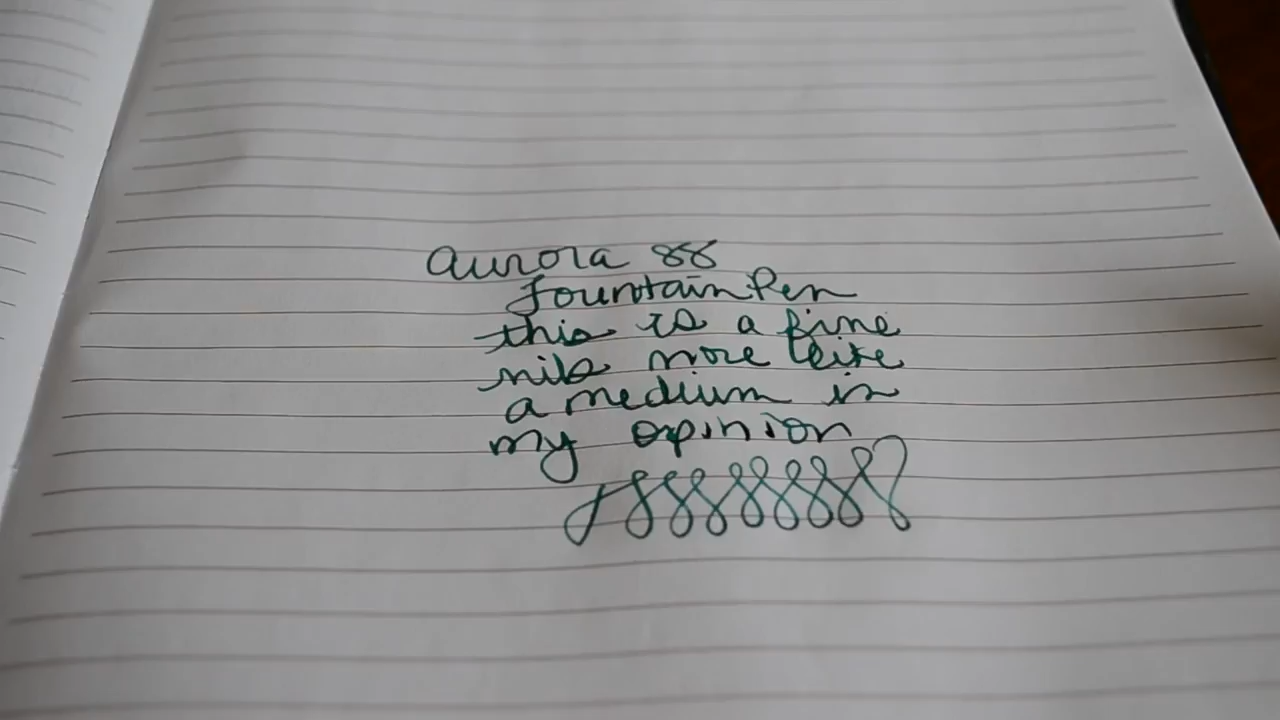 Aurora 88
fountain Pen
this is a fine
nib more like
a medium in
my opinion